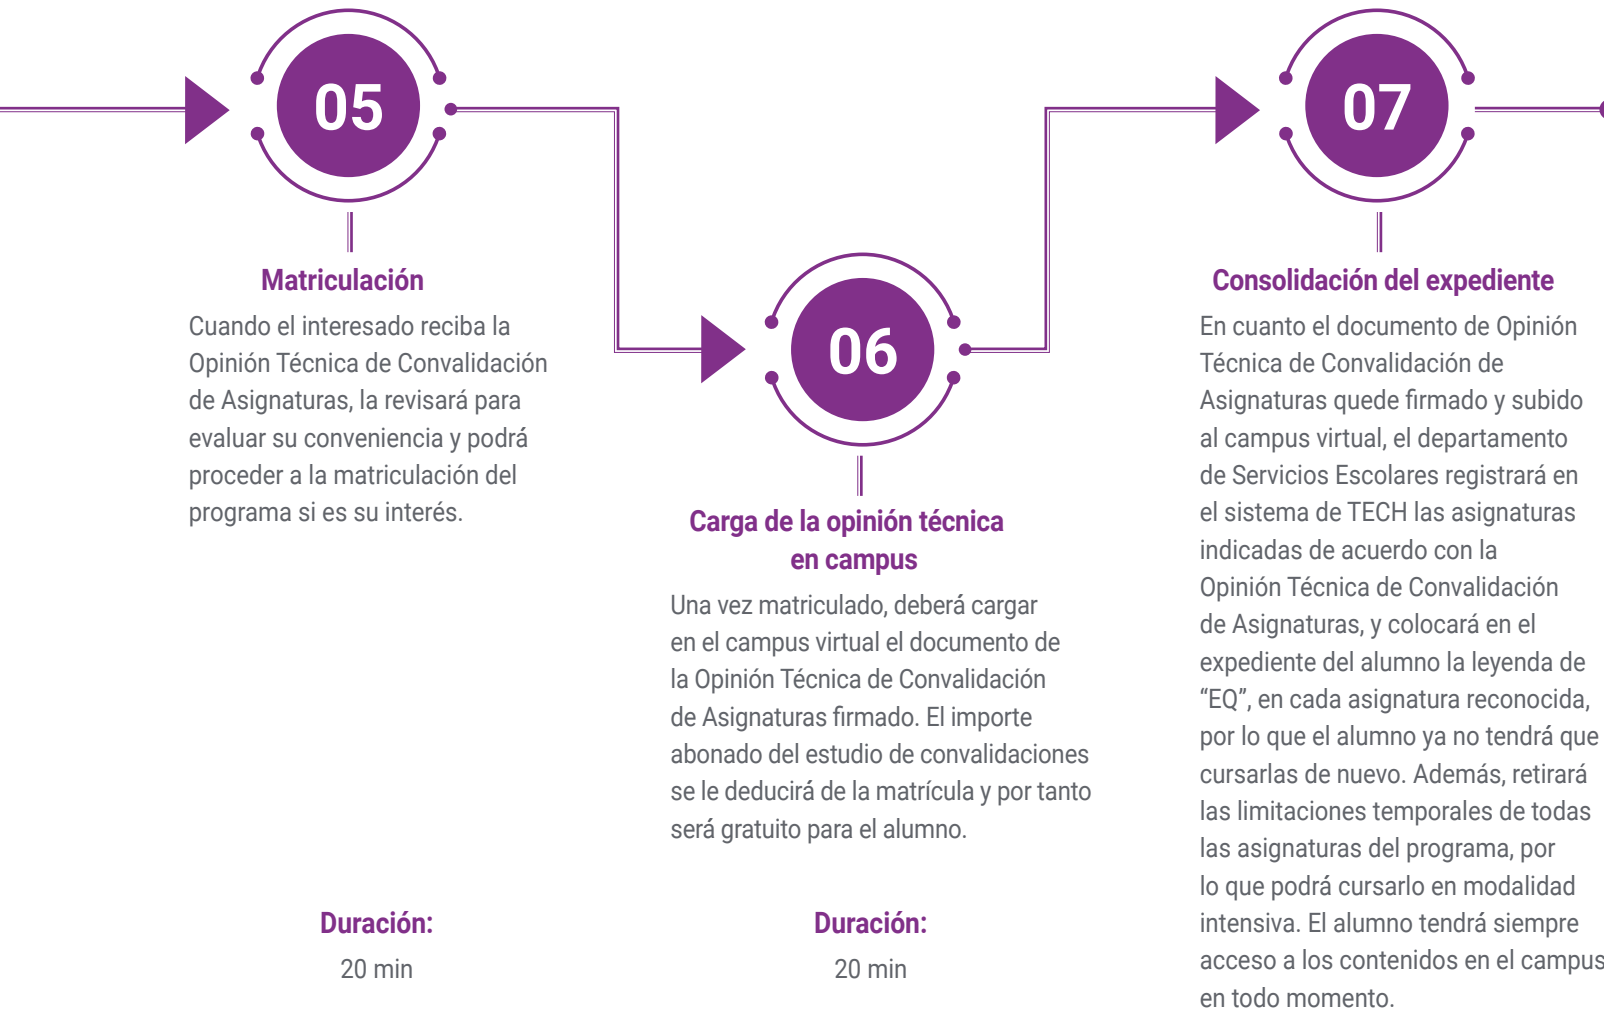 05
Matriculación
Cuando el interesado reciba la
Opinión Técnica de Convalidación
de Asignaturas, la revisará para
evaluar su conveniencia y podrá
proceder a la matriculación del
programa si es su interés.
Duración:
20 min
06
Carga de la opinión técnica
en campus
Una vez matriculado, deberá cargar
en el campus virtual el documento de
la Opinión Técnica de Convalidación
de Asignaturas firmado. El importe
abonado del estudio de convalidaciones
se le deducirá de la matrícula y por tanto
será gratuito para el alumno.
Duración:
20 min
07
Consolidación del expediente
En cuanto el documento de Opinión
Técnica de Convalidación de
Asignaturas quede firmado y subido
al campus virtual, el departamento
de Servicios Escolares registrará en
el sistema de TECH las asignaturas
indicadas de acuerdo con la
Opinión Técnica de Convalidación
de Asignaturas, y colocará en el
expediente del alumno la leyenda de
“EQ”, en cada asignatura reconocida,
por lo que el alumno ya no tendrá que
cursarlas de nuevo. Además, retirará
las limitaciones temporales de todas
las asignaturas del programa, por
lo que podrá cursarlo en modalidad
intensiva. El alumno tendrá siempre
acceso a los contenidos en el campus
en todo momento.